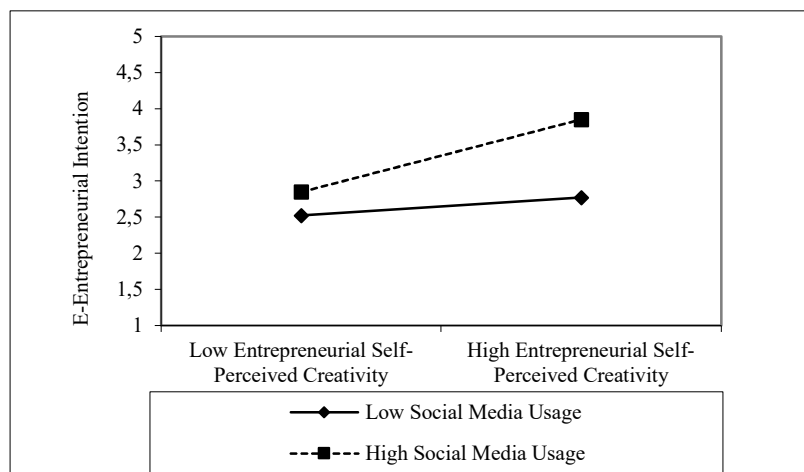 E-Entrepreneurial Intention
5
4,5
4
3,5
3
2,5
2
1,5
1
Low Entrepreneurial Self-
Perceived Creativity
High Entrepreneurial Self-
Perceived Creativity
Low Social Media Usage
High Social Media Usage